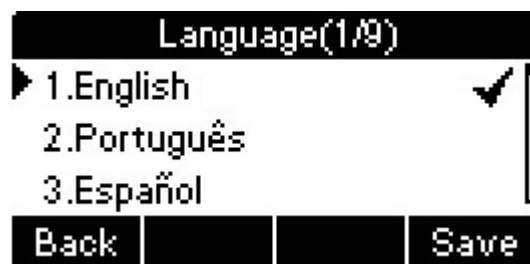 Language(1/9)
1.English
2.Português
3.Español
Back Save